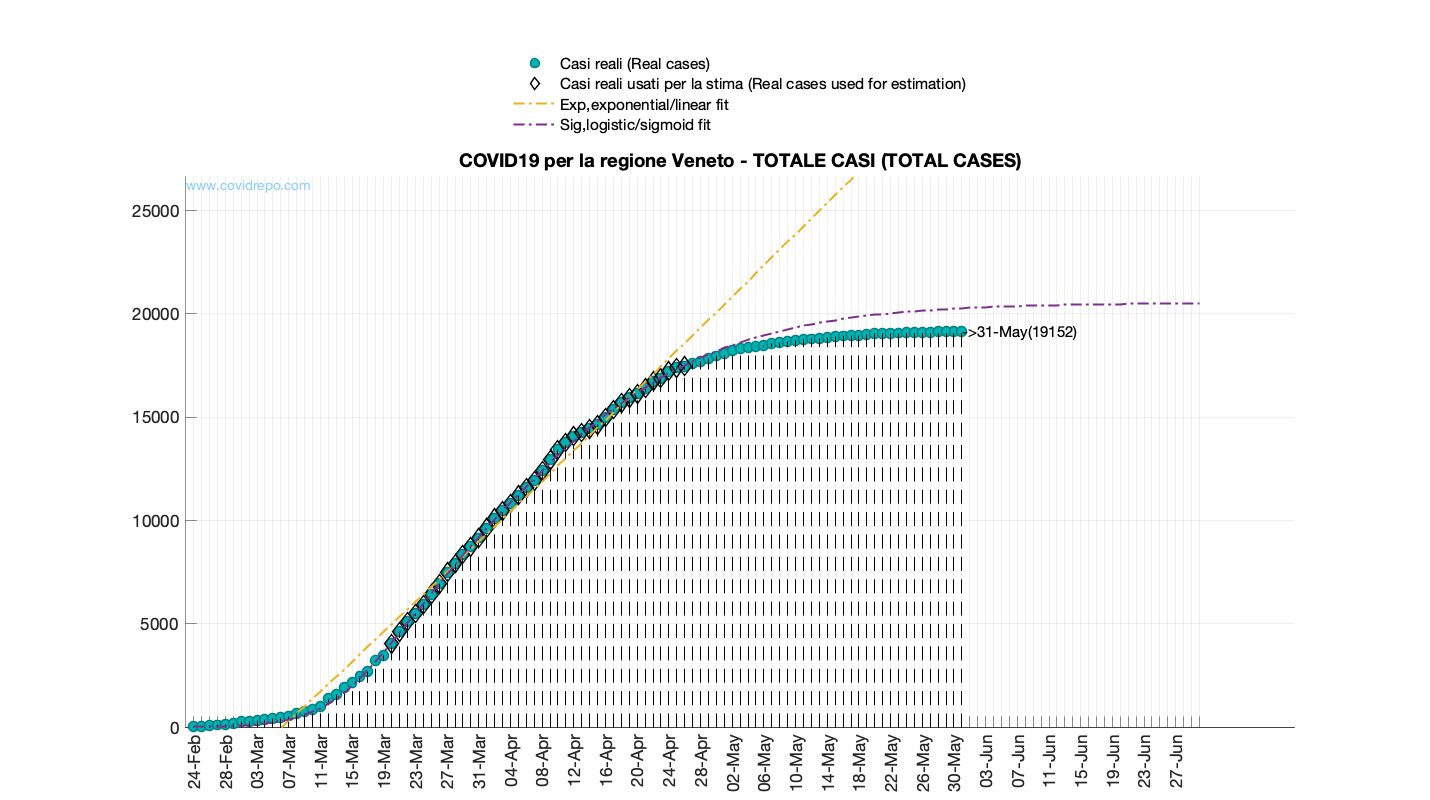 Casi reali (Real cases)
Casi reali usati per la stima (Real cases used for estimation)
Exp,exponential/linear fit
Sig,logistic/sigmoid fit
COVID19 per la regione Veneto - TOTALE CASI (TOTAL CASES)
www.covidrepo.com
25000
20000
15000
10000
5000
0
->31-May(19152)
24-Feb
28-Feb
03-Mar
07-Mar
11-Mar
15-Mar
19-Mar
23-Mar
27-Mar
31-Mar
04-Apr
08-Apr
12-Apr
16-Apr
20-Apr
24-Apr
28-Apr
02-May
06-May
10-May
14-May
18-May
22-May
26-May
30-May
03-Jun
07-Jun
11-Jun
15-Jun
19-Jun
23-Jun
27-Jun